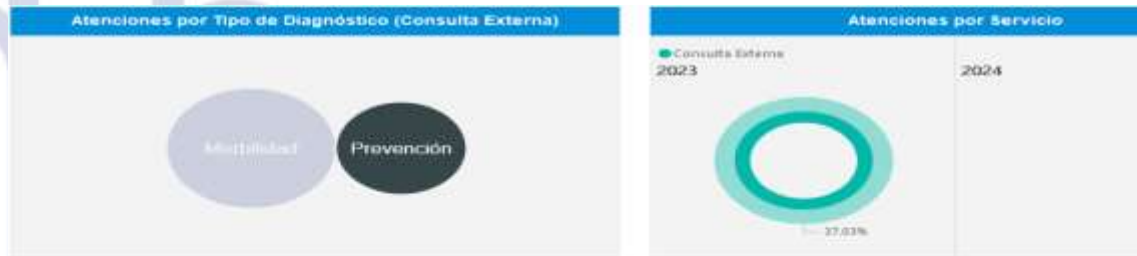 Atenciones por Tipo de Diagnóstico (Consulta Externa)
Morbilidad
Prevención
Atenciones por Servicio
Consulta Externa
2023
2024
37,03%